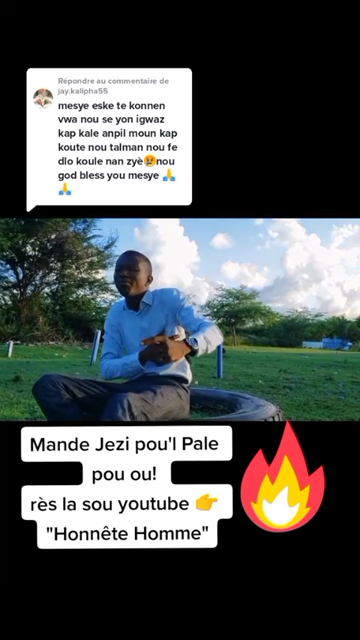 Répondre au commentaire de
jay.kalipha55
mesye eske te konnen
vwa nou se yon igwaz
kap kale anpil moun kap
koute nou talman nou fe
dlo koule nan zyè😢nou
god bless you mesye 🙏
🙏
Mande Jezi pou'l Pale
pou ou!
rès la sou youtube 👉
"Honnête Homme"